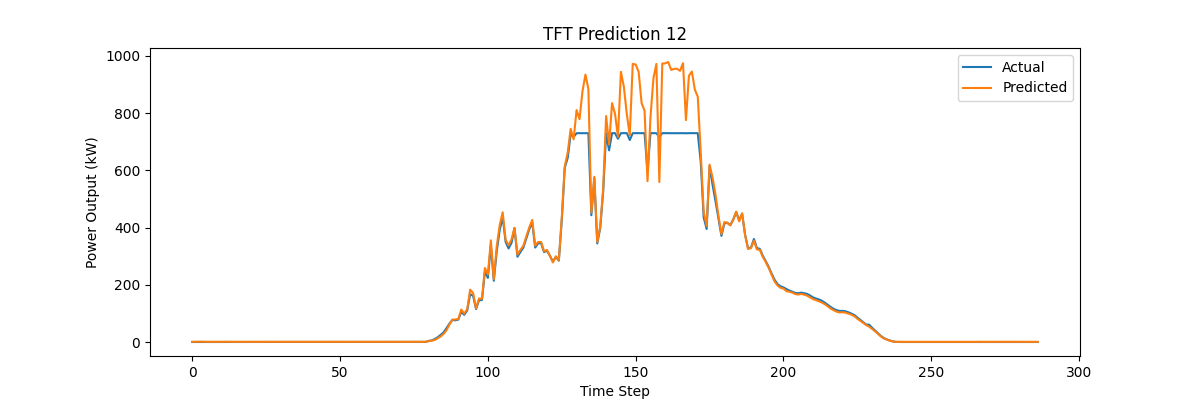 TFT Prediction 12
Actual
Predicted
Power Output (kW)
1000
800
600
400
200
0
0 50 100 150 200 250 300
Time Step